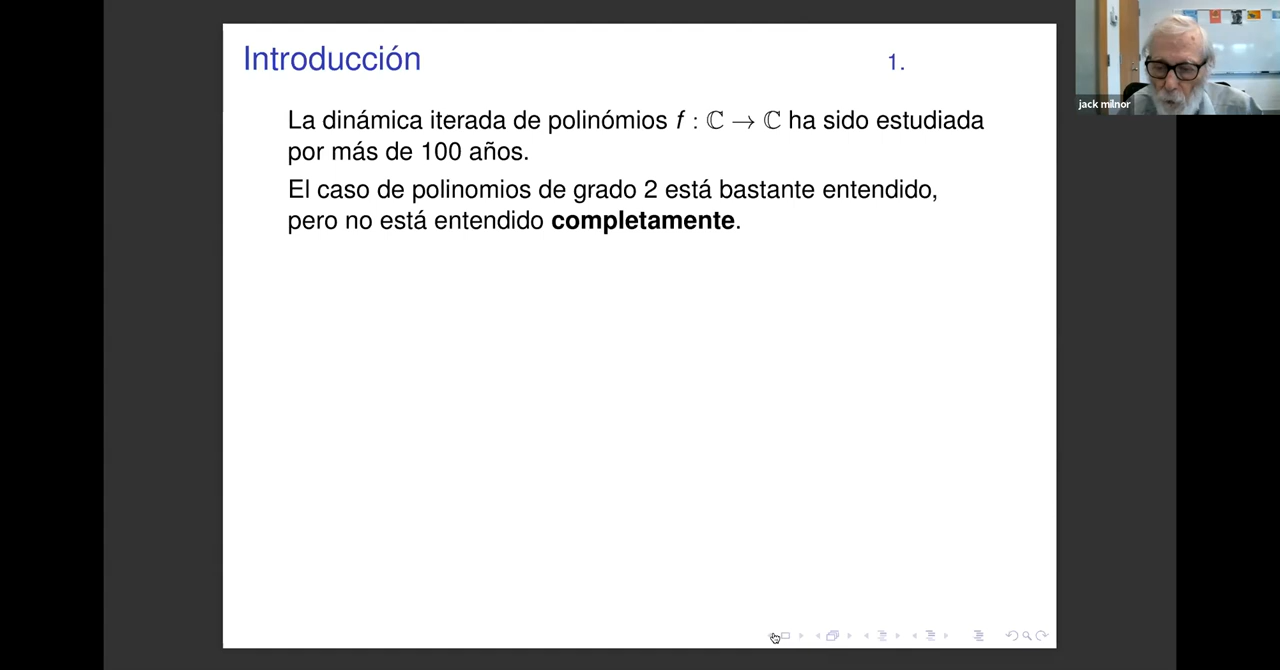 Introducción
1.
La dinámica iterada de polinómios f : ℂ → ℂ ha sido estudiada
por más de 100 años.
El caso de polinomios de grado 2 está bastante entendido,
pero no está entendido completamente.
jack milnor